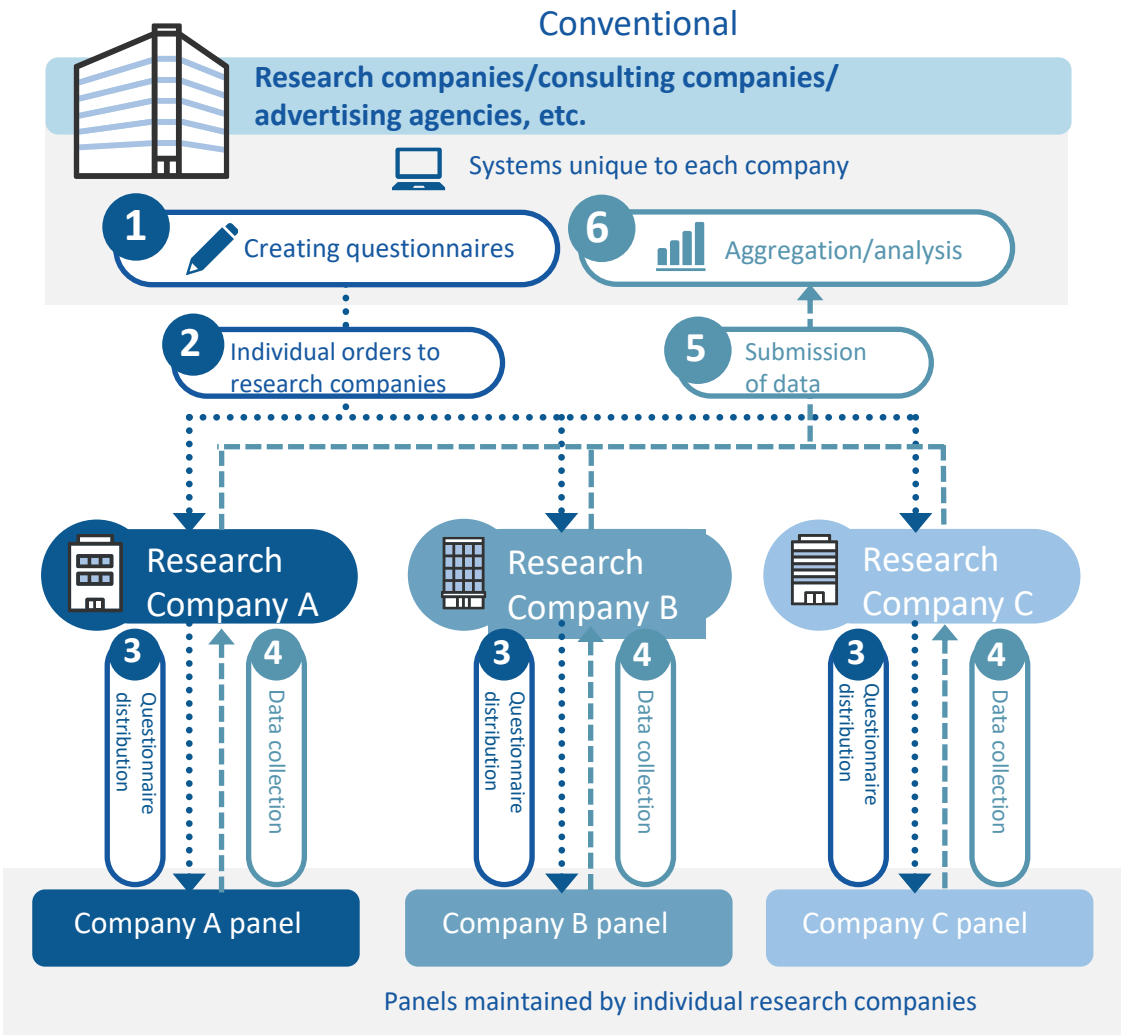 Conventional
Research companies/consulting companies/
advertising agencies, etc.
Systems unique to each company
1
Creating questionnaires
6
Aggregation/analysis
2
Individual orders to
research companies
5
Submission
of data
Research
Company A
Research
Company B
Research
Company C
3
Questionnaire
distribution
4
Data collection
3
Questionnaire
distribution
4
Data collection
3
Questionnaire
distribution
4
Data collection
Company A panel
Company B panel
Company C panel
Panels maintained by individual research companies